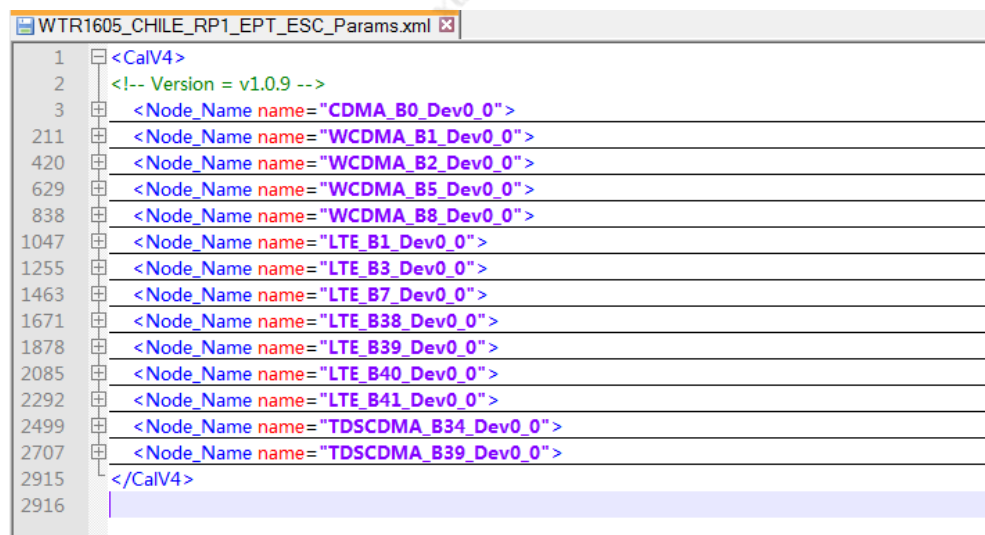 WTR1605_CHILE_RP1_EPT_ESC_Params.xml
1 <CalV4>
2 <!-- Version = v1.0.9 -->
3 <Node_Name name="CDMA_B0_Dev0_0">
211 <Node_Name name="WCDMA_B1_Dev0_0">
420 <Node_Name name="WCDMA_B2_Dev0_0">
629 <Node_Name name="WCDMA_B5_Dev0_0">
838 <Node_Name name="WCDMA_B8_Dev0_0">
1047 <Node_Name name="LTE_B1_Dev0_0">
1255 <Node_Name name="LTE_B3_Dev0_0">
1463 <Node_Name name="LTE_B7_Dev0_0">
1671 <Node_Name name="LTE_B38_Dev0_0">
1878 <Node_Name name="LTE_B39_Dev0_0">
2085 <Node_Name name="LTE_B40_Dev0_0">
2292 <Node_Name name="LTE_B41_Dev0_0">
2499 <Node_Name name="TDSCDMA_B34_Dev0_0">
2707 <Node_Name name="TDSCDMA_B39_Dev0_0">
2915 </CalV4>
2916